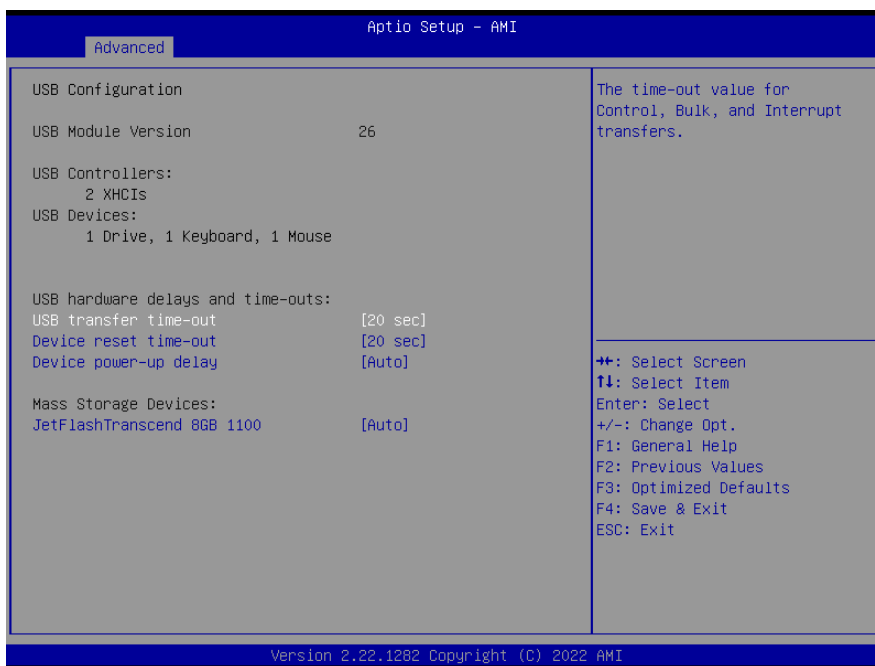 Aptio Setup – AMI
Advanced
USB Configuration
USB Module Version 26
USB Controllers:
2 XHCIs
USB Devices:
1 Drive, 1 Keyboard, 1 Mouse
USB hardware delays and time-outs:
USB transfer time-out [20 sec]
Device reset time-out [20 sec]
Device power-up delay [Auto]
Mass Storage Devices:
JetFlashTranscend 8GB 1100 [Auto]
The time-out value for
Control, Bulk, and Interrupt
transfers.
→←: Select Screen
↑↓: Select Item
Enter: Select
+/-: Change Opt.
F1: General Help
F2: Previous Values
F3: Optimized Defaults
F4: Save & Exit
ESC: Exit
Version 2.22.1282 Copyright (C) 2022 AMI